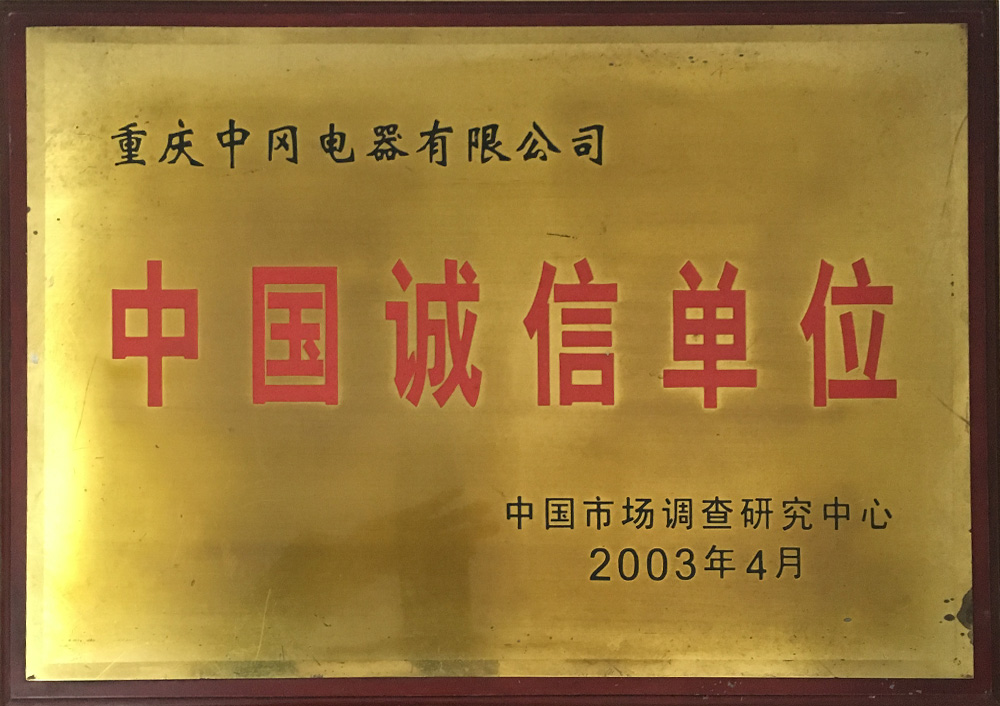 重庆中冈电器有限公司
中国诚信单位
中国市场调查研究中心
2003年4月